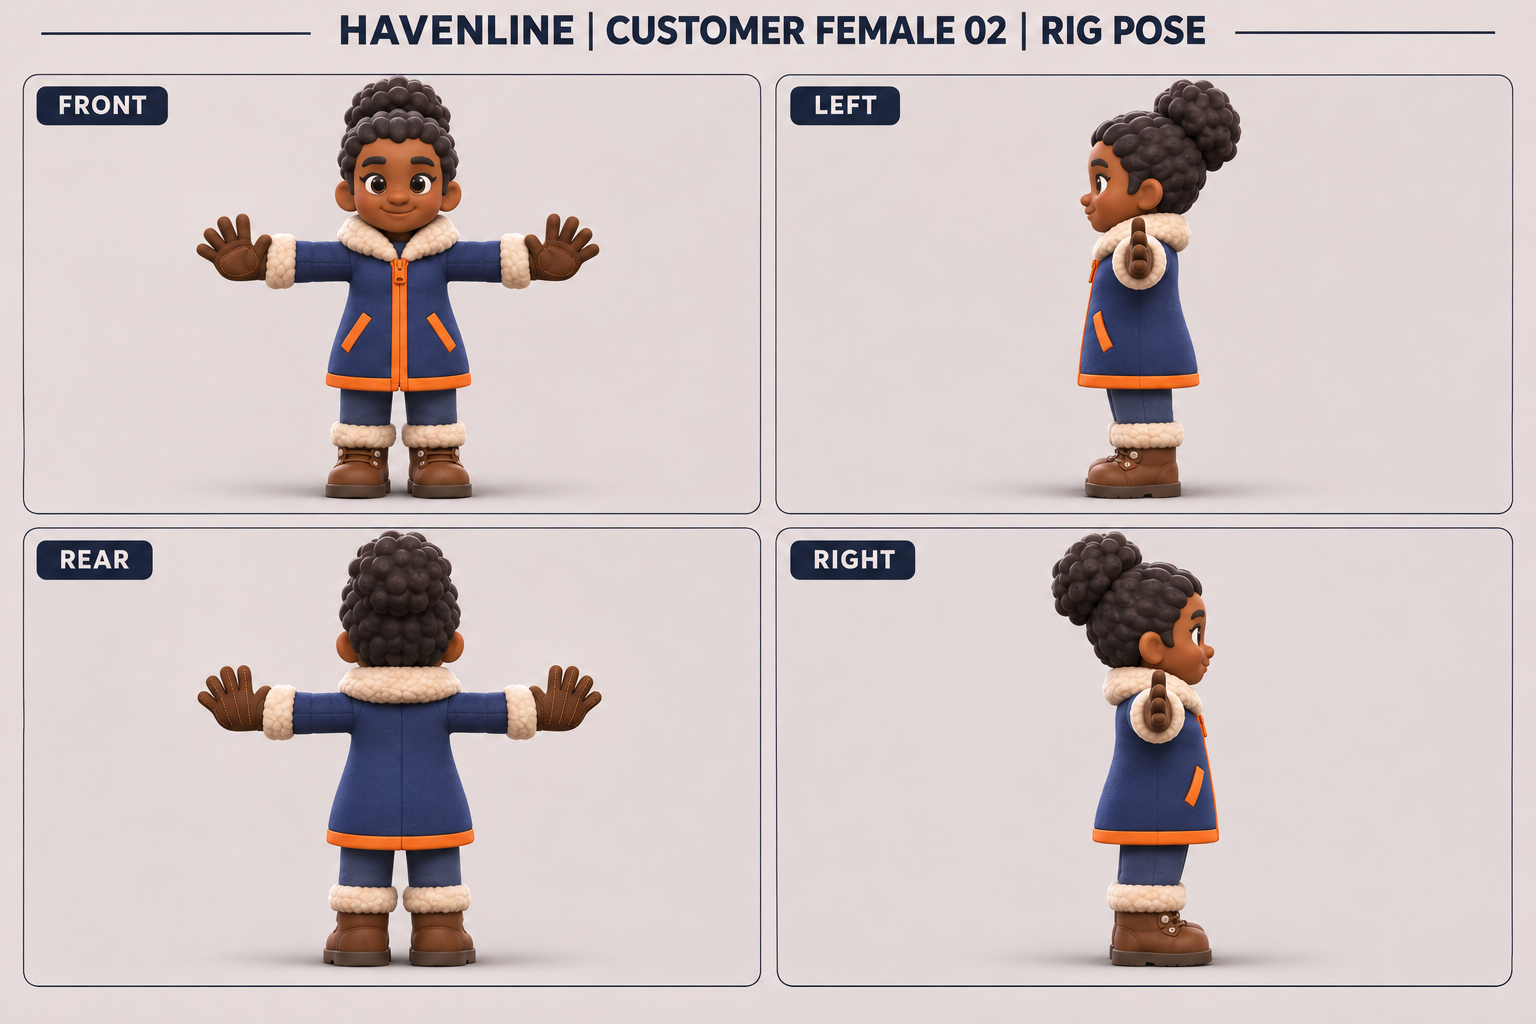 HAVENLINE | CUSTOMER FEMALE 02 | RIG POSE
FRONT
LEFT
REAR
RIGHT